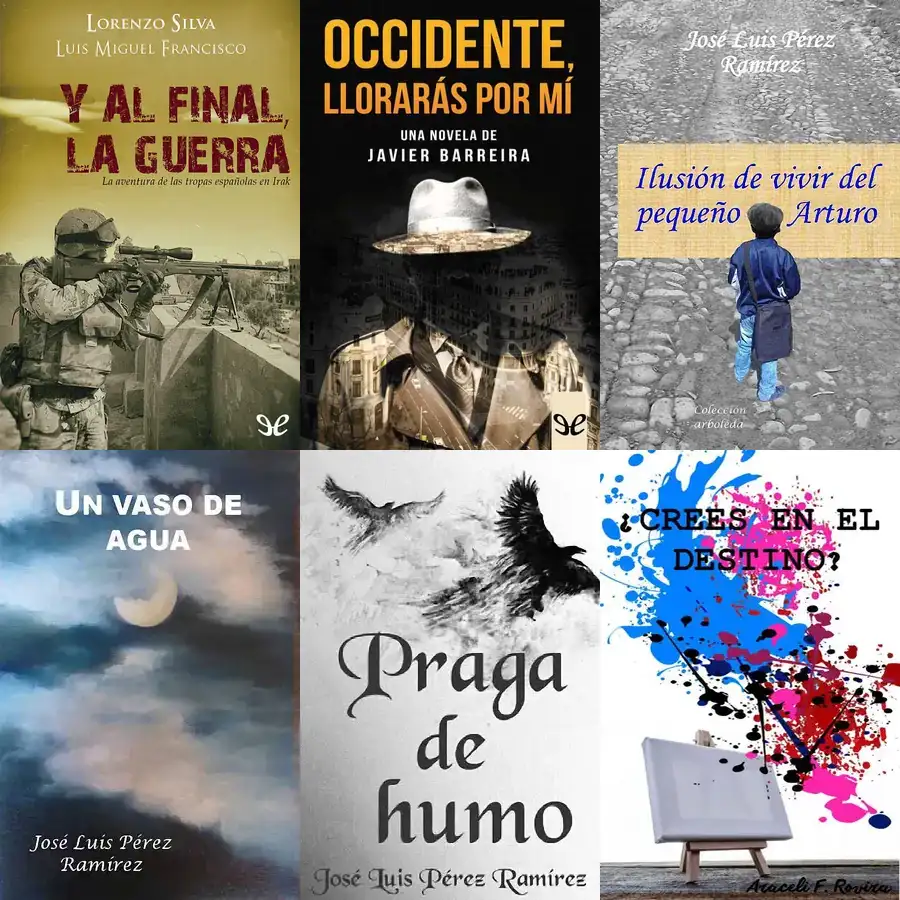 Lorenzo Silva
Luis Miguel Francisco
Y AL FINAL,
LA GUERRA
La aventura de las tropas españolas en Irak
OCCIDENTE,
LLORARÁS POR MÍ
UNA NOVELA DE
JAVIER BARREIRA
José Luis Pérez
Ramírez
Ilusión de vivir del
pequeño Arturo
Colección
arboleda
UN VASO DE
AGUA
José Luis Pérez
Ramírez
Praga
de
humo
José Luis Pérez Ramírez
¿CREES EN EL
DESTINO?
Araceli F. Rovira